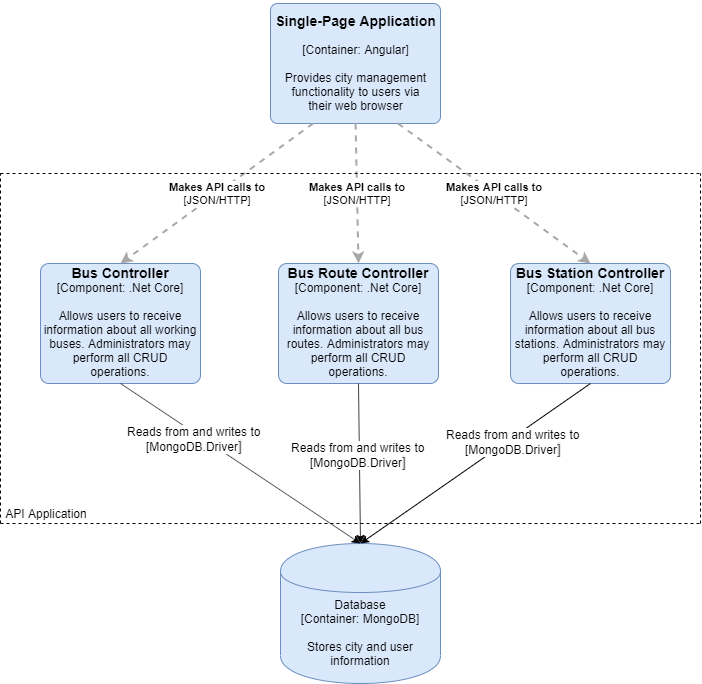 Single-Page Application
[Container: Angular]
Provides city management
functionality to users via
their web browser
Makes API calls to
[JSON/HTTP]
Makes API calls to
[JSON/HTTP]
Makes API calls to
[JSON/HTTP]
Bus Controller
[Component: .Net Core]
Allows users to receive
information about all working
buses. Administrators may
perform all CRUD
operations.
Bus Route Controller
[Component: .Net Core]
Allows users to receive
information about all bus
routes. Administrators may
perform all CRUD
operations.
Bus Station Controller
[Component: .Net Core]
Allows users to receive
information about all bus
stations. Administrators may
perform all CRUD
operations.
Reads from and writes to
[MongoDB.Driver]
Reads from and writes to
[MongoDB.Driver]
Reads from and writes to
[MongoDB.Driver]
API Application
Database
[Container: MongoDB]
Stores city and user
information